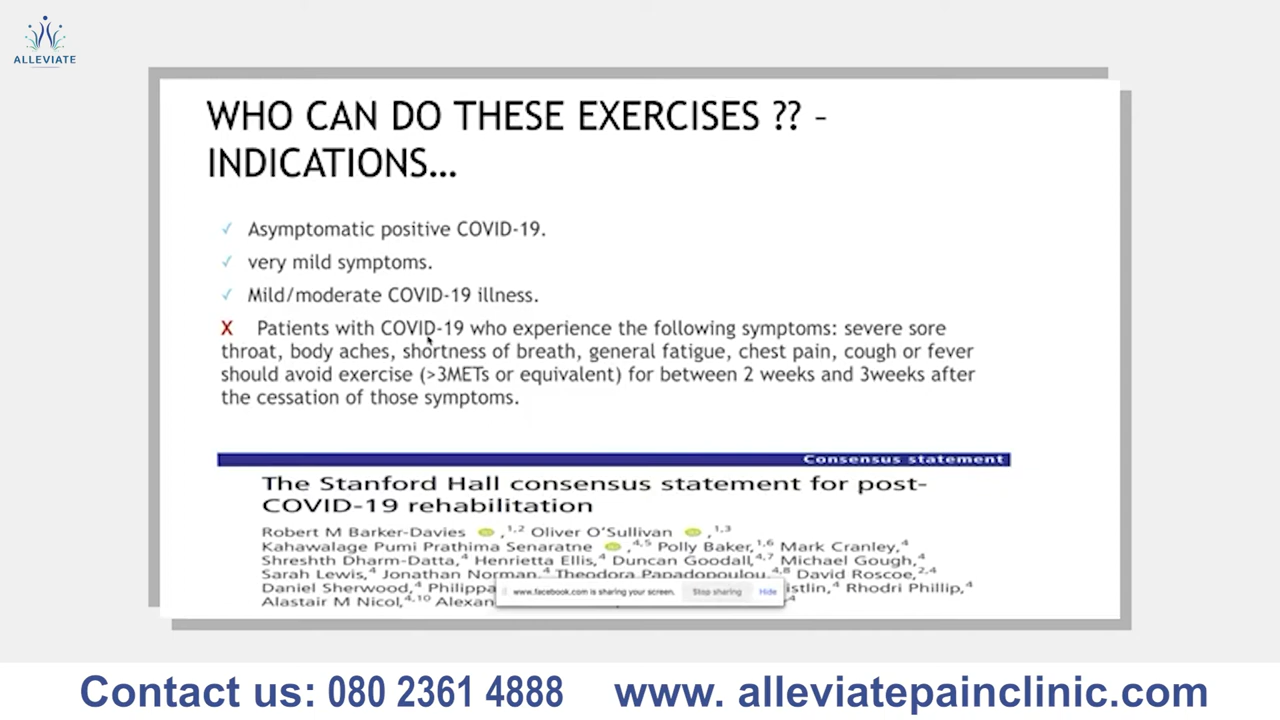 ALLEVIATE
WHO CAN DO THESE EXERCISES ?? –
INDICATIONS…
✓ Asymptomatic positive COVID-19.
✓ very mild symptoms.
✓ Mild/moderate COVID-19 illness.
X Patients with COVID-19 who experience the following symptoms: severe sore
throat, body aches, shortness of breath, general fatigue, chest pain, cough or fever
should avoid exercise (>3METs or equivalent) for between 2 weeks and 3weeks after
the cessation of those symptoms.
Consensus statement
The Stanford Hall consensus statement for post-
COVID-19 rehabilitation
Robert M Barker-Davies ,1,2 Oliver O'Sullivan ,1,3
Kahawalage Pumi Prathima Senaratne ,4,5 Polly Baker,1,6 Mark Cranley,4
Shreshth Dharm-Datta,4 Henrietta Ellis,4 Duncan Goodall,4,7 Michael Gough,4
Sarah Lewis,4 Jonathan Norman,4 Theodora Papadopoulou,4,8 David Roscoe,2,4
Daniel Sherwood,4 Philippa Rhodri Phillip,4
Alastair M Nicol,4,10
www.facebook.com is sharing your screen. Stop sharing Hide
Contact us: 080 2361 4888 www. alleviatepainclinic.com